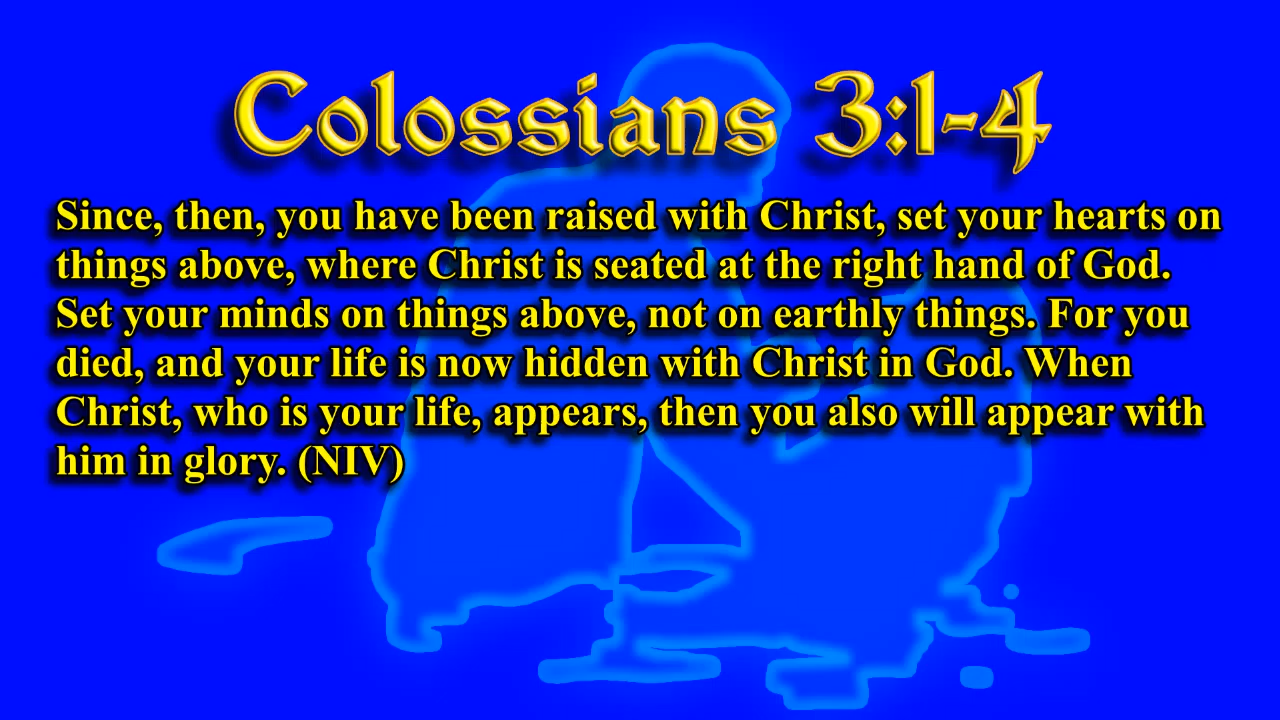 Colossians 3:1-4
Since, then, you have been raised with Christ, set your hearts on
things above, where Christ is seated at the right hand of God.
Set your minds on things above, not on earthly things. For you
died, and your life is now hidden with Christ in God. When
Christ, who is your life, appears, then you also will appear with
him in glory. (NIV)